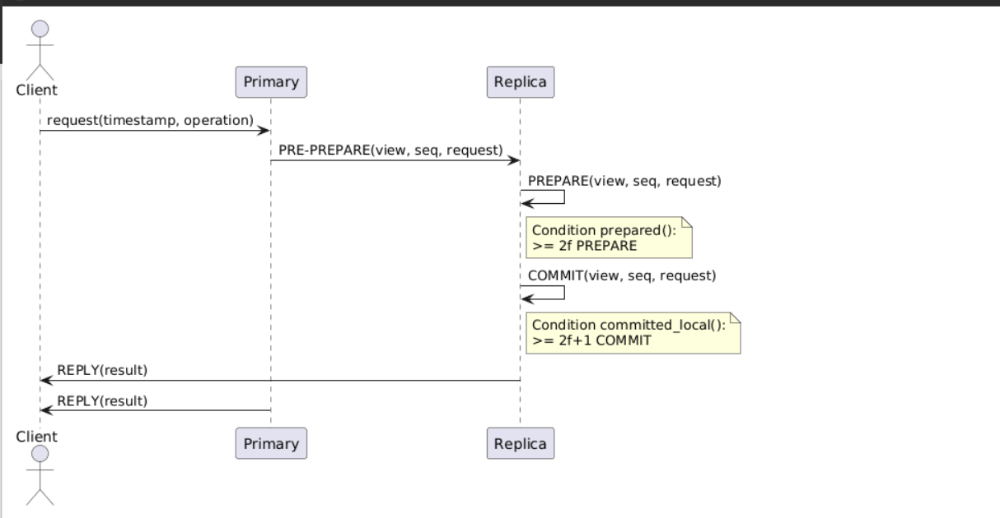 Client
Primary
Replica
request(timestamp, operation)
PRE-PREPARE(view, seq, request)
PREPARE(view, seq, request)
Condition prepared():
>= 2f PREPARE
COMMIT(view, seq, request)
Condition committed_local():
>= 2f+1 COMMIT
REPLY(result)
REPLY(result)
Client
Primary
Replica